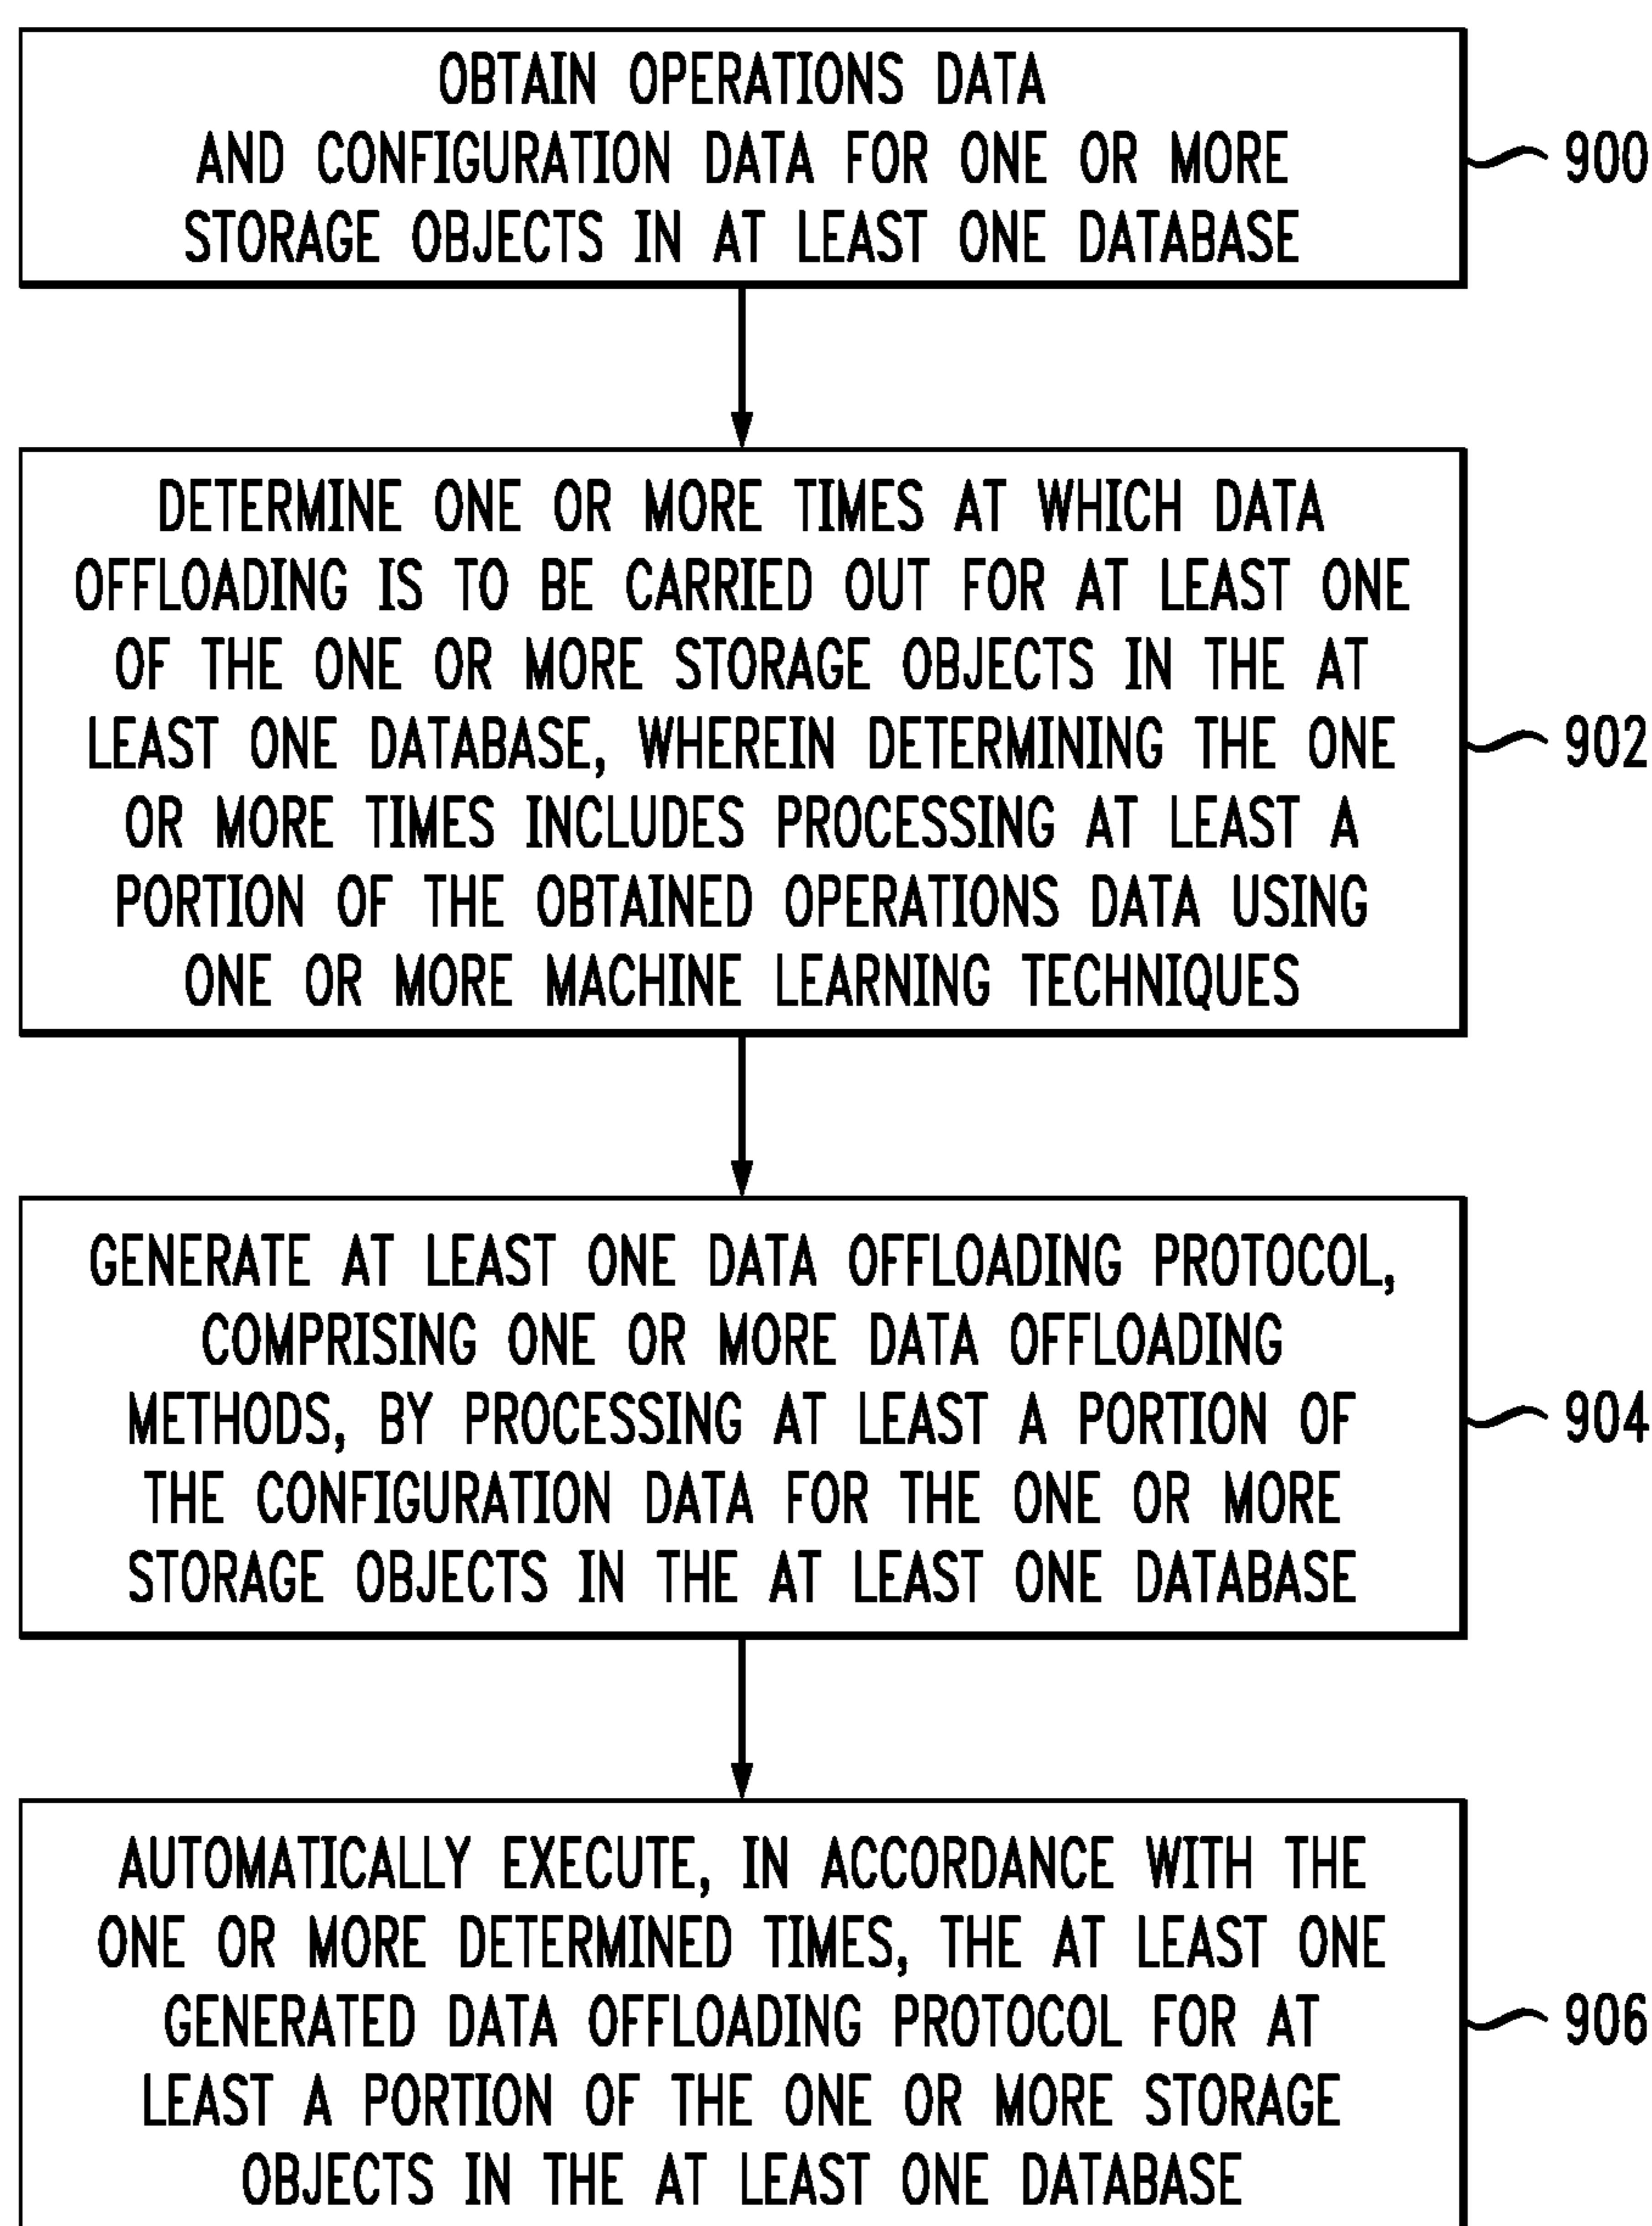 OBTAIN OPERATIONS DATA
AND CONFIGURATION DATA FOR ONE OR MORE
STORAGE OBJECTS IN AT LEAST ONE DATABASE
900
DETERMINE ONE OR MORE TIMES AT WHICH DATA
OFFLOADING IS TO BE CARRIED OUT FOR AT LEAST ONE
OF THE ONE OR MORE STORAGE OBJECTS IN THE AT
LEAST ONE DATABASE, WHEREIN DETERMINING THE ONE
OR MORE TIMES INCLUDES PROCESSING AT LEAST A
PORTION OF THE OBTAINED OPERATIONS DATA USING
ONE OR MORE MACHINE LEARNING TECHNIQUES
902
GENERATE AT LEAST ONE DATA OFFLOADING PROTOCOL,
COMPRISING ONE OR MORE DATA OFFLOADING
METHODS, BY PROCESSING AT LEAST A PORTION OF
THE CONFIGURATION DATA FOR THE ONE OR MORE
STORAGE OBJECTS IN THE AT LEAST ONE DATABASE
904
AUTOMATICALLY EXECUTE, IN ACCORDANCE WITH THE
ONE OR MORE DETERMINED TIMES, THE AT LEAST ONE
GENERATED DATA OFFLOADING PROTOCOL FOR AT
LEAST A PORTION OF THE ONE OR MORE STORAGE
OBJECTS IN THE AT LEAST ONE DATABASE
906